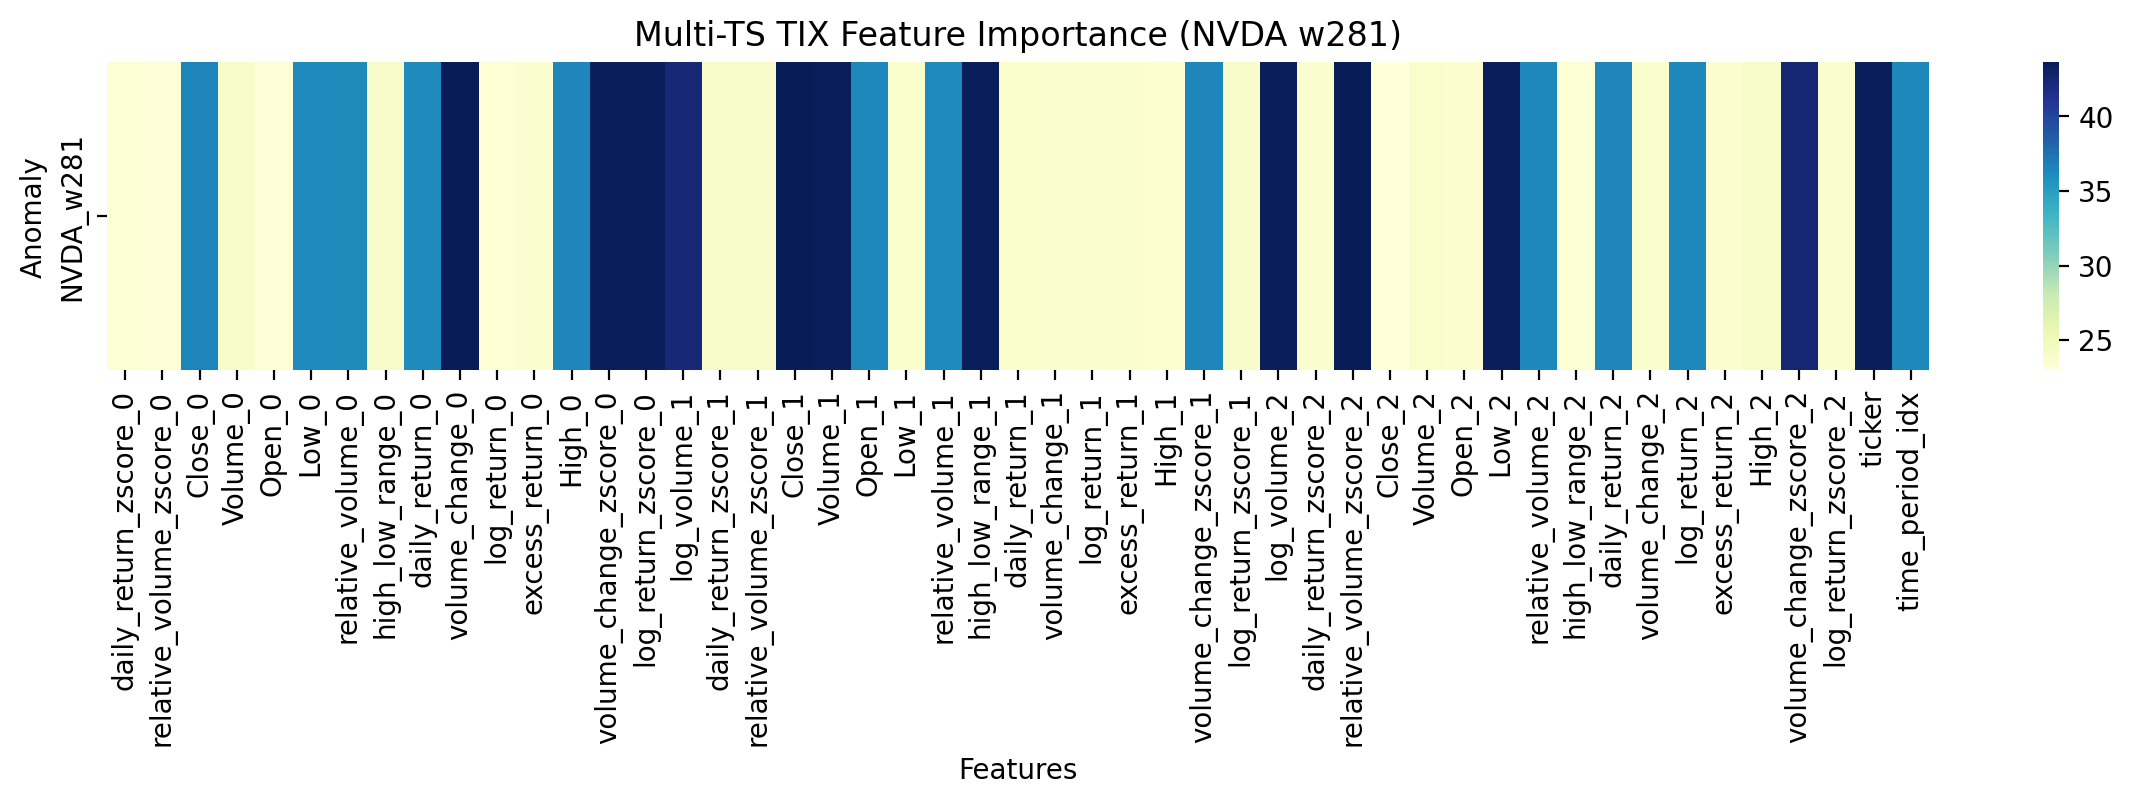 Multi-TS TIX Feature Importance (NVDA w281)
Anomaly
NVDA_w281
40
35
30
25
daily_return_zscore_0
relative_volume_zscore_0
Close_0
Volume_0
Open_0
Low_0
relative_volume_0
high_low_range_0
daily_return_0
volume_change_0
log_return_0
excess_return_0
High_0
volume_change_zscore_0
log_return_zscore_0
log_volume_1
daily_return_zscore_1
relative_volume_zscore_1
Close_1
Volume_1
Open_1
Low_1
relative_volume_1
high_low_range_1
daily_return_1
volume_change_1
log_return_1
excess_return_1
High_1
volume_change_zscore_1
log_return_zscore_1
log_volume_2
daily_return_zscore_2
relative_volume_zscore_2
Close_2
Volume_2
Open_2
Low_2
relative_volume_2
high_low_range_2
daily_return_2
volume_change_2
log_return_2
excess_return_2
High_2
volume_change_zscore_2
log_return_zscore_2
ticker
time_period_idx
Features